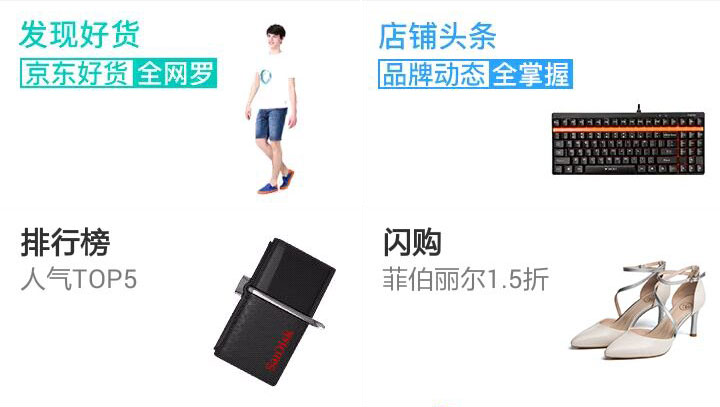 发现好货
京东好货 全网罗
店铺头条
品牌动态 全掌握
排行榜
人气TOP5
SanDisk
闪购
菲伯丽尔1.5折